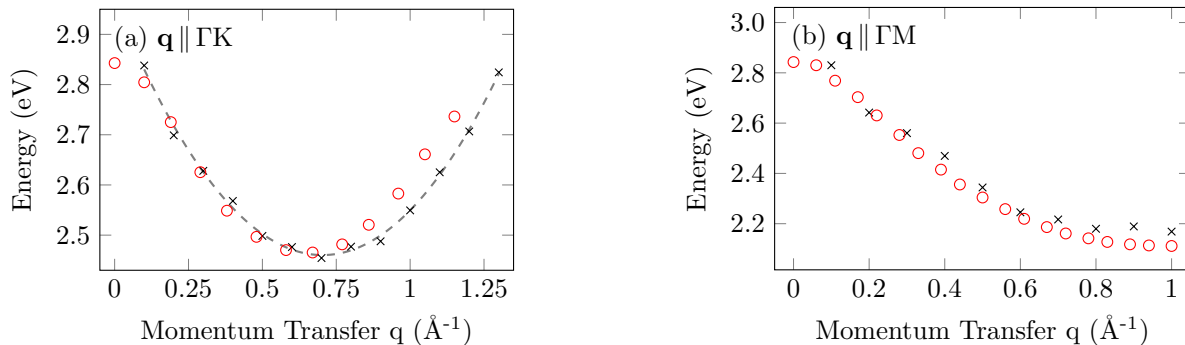 (a) q ∥ ΓK
2.9
2.8
2.7
2.6
2.5
Energy (eV)
0 0.25 0.5 0.75 1 1.25
Momentum Transfer q (Å⁻¹)
(b) q ∥ ΓM
3.0
2.8
2.6
2.4
2.2
Energy (eV)
0.0 0.2 0.4 0.6 0.8 1
Momentum Transfer q (Å⁻¹)